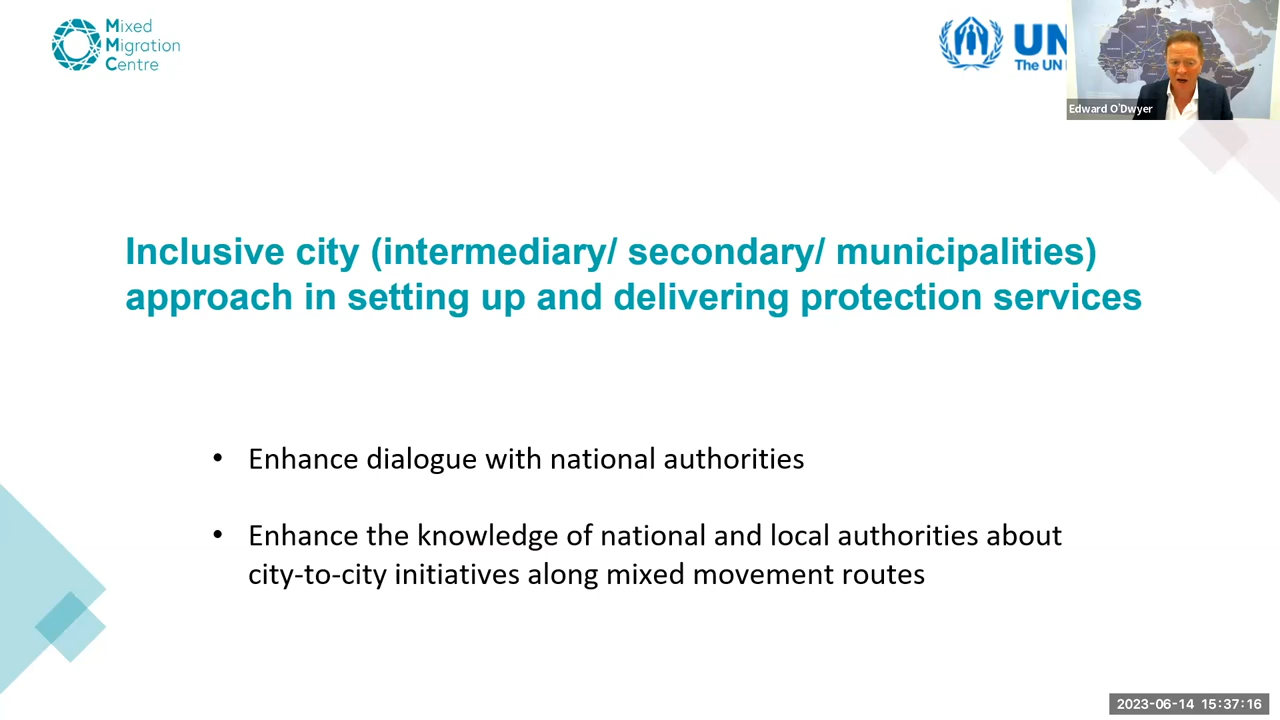 Mixed
Migration
Centre
UN
The UN
Edward O'Dwyer
Inclusive city (intermediary/ secondary/ municipalities)
approach in setting up and delivering protection services
• Enhance dialogue with national authorities
• Enhance the knowledge of national and local authorities about
city-to-city initiatives along mixed movement routes
2023-06-14 15:37:16